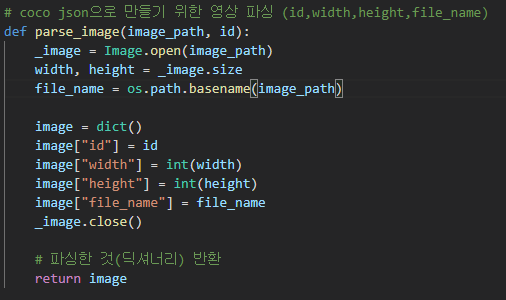 # coco json으로 만들기 위한 영상 파싱 (id,width,height,file_name)
def parse_image(image_path, id):
    _image = Image.open(image_path)
    width, height = _image.size
    file_name = os.path.basename(image_path)
    image = dict()
    image["id"] = id
    image["width"] = int(width)
    image["height"] = int(height)
    image["file_name"] = file_name
    _image.close()
    # 파싱한 것(딕셔너리) 반환
    return image